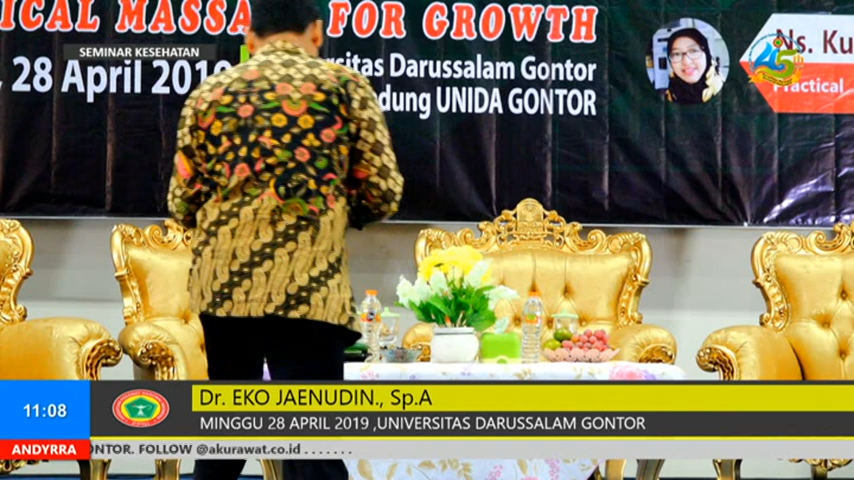 ICAL MASSA FOR GROWTH
SEMINAR KESEHATAN
, 28 April 2019
rsitas Darussalam Gontor
dung UNIDA GONTOR
Ns. Ku
Practical
45
Dr. EKO JAENUDIN., Sp.A
11:08
MINGGU 28 APRIL 2019 ,UNIVERSITAS DARUSSALAM GONTOR
ANDYRRA
ONTOR. FOLLOW @akurawat.co.id . . . . . . .